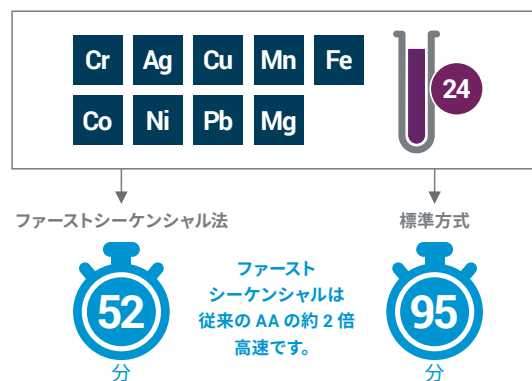 Cr Ag Cu Mn Fe
24
Co Ni Pb Mg
ファーストシーケンシャル法
標準方式
52
分
ファースト
シーケンシャルは
従来の AA の約 2 倍
高速です。
95
分